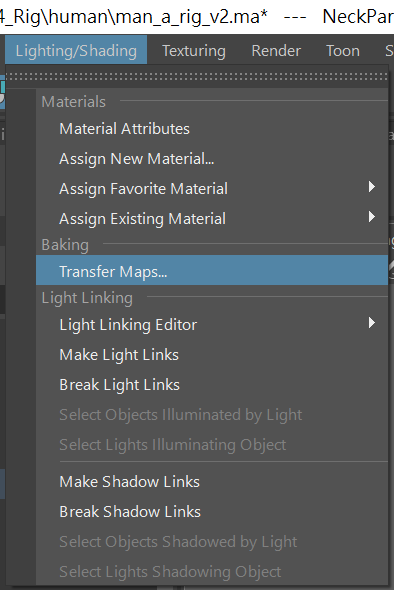 4_Rig\human\man_a_rig_v2.ma* --- NeckPar
Lighting/Shading Texturing Render Toon S
Materials
Material Attributes
Assign New Material...
Assign Favorite Material
Assign Existing Material
Baking
Transfer Maps...
Light Linking
Light Linking Editor
Make Light Links
Break Light Links
Select Objects Illuminated by Light
Select Lights Illuminating Object
Make Shadow Links
Break Shadow Links
Select Objects Shadowed by Light
Select Lights Shadowing Object